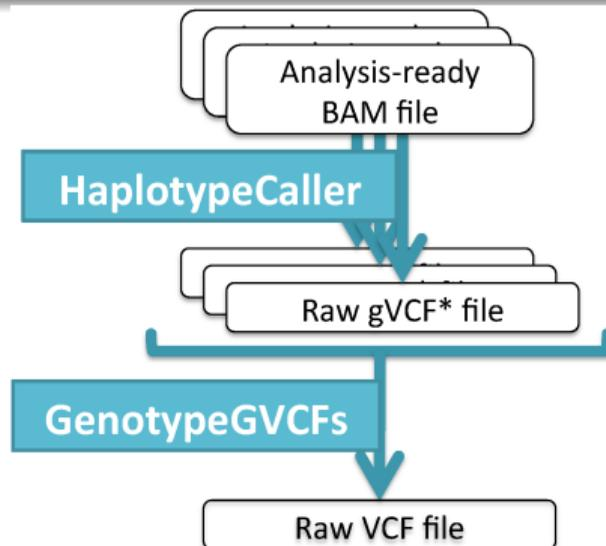 Analysis-ready
BAM file
HaplotypeCaller
Raw gVCF* file
GenotypeGVCFs
Raw VCF file